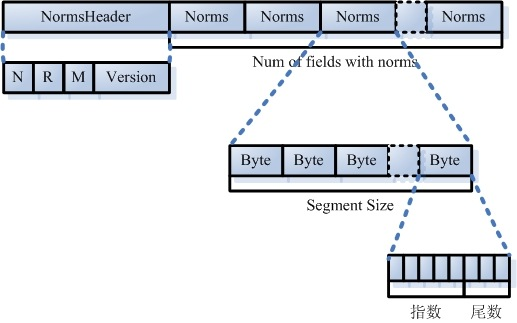 NormsHeader Norms Norms Norms Norms
Num of fields with norms
N R M Version
Byte Byte Byte Byte
Segment Size
指数 尾数